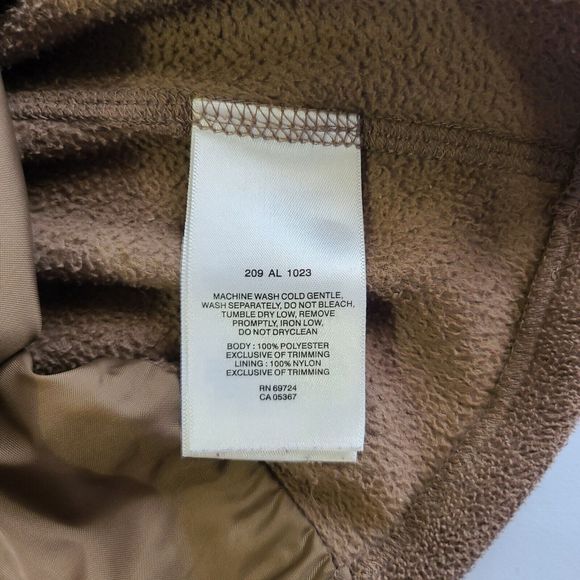 209 AL 1023
MACHINE WASH COLD GENTLE,
WASH SEPARATELY, DO NOT BLEACH,
TUMBLE DRY LOW, REMOVE
PROMPTLY, IRON LOW,
DO NOT DRYCLEAN
BODY : 100% POLYESTER
EXCLUSIVE OF TRIMMING
LINING : 100% NYLON
EXCLUSIVE OF TRIMMING
RN 69724
CA 05367